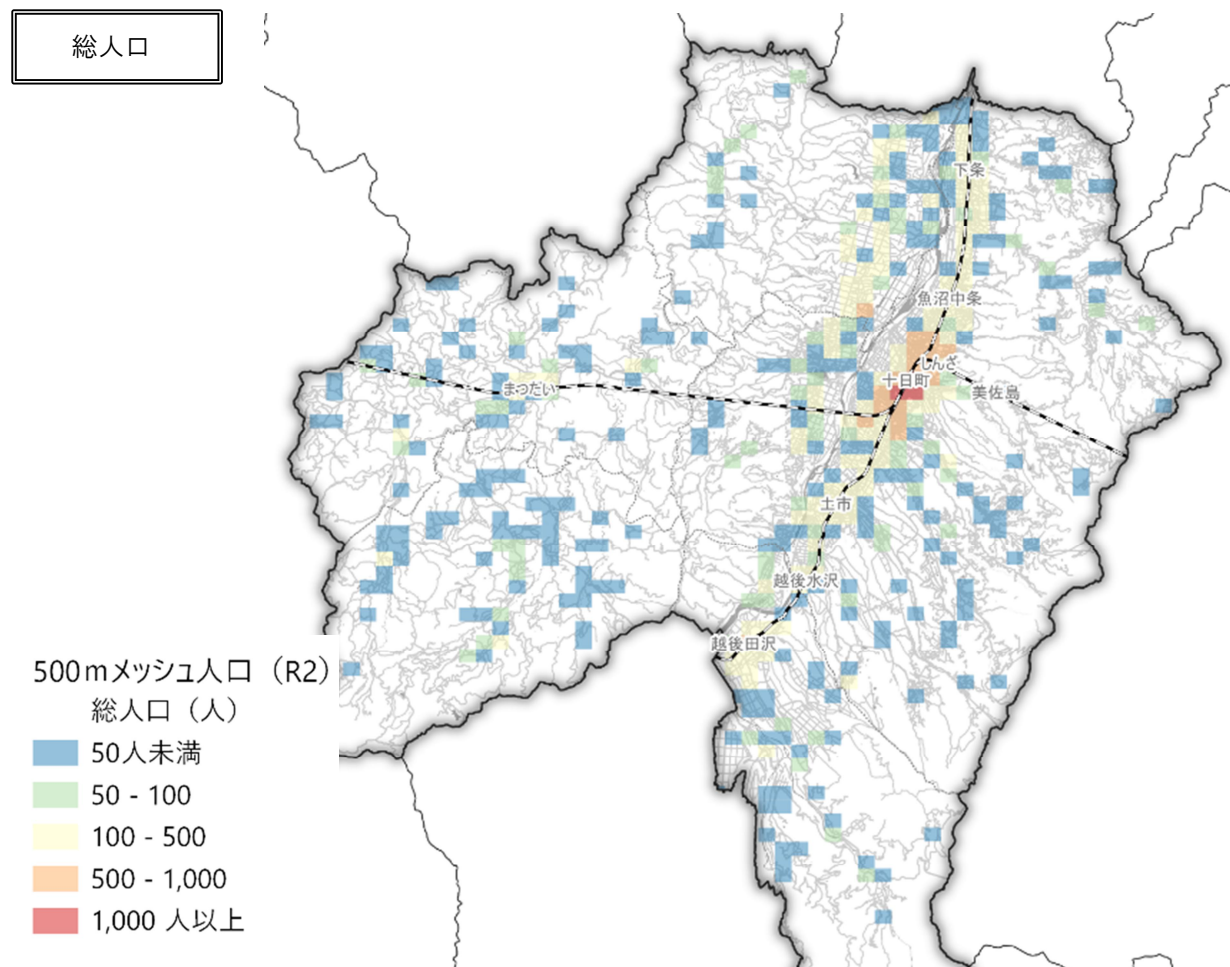 総人口
下条
魚沼中条
しんざ
十日町
美佐島
まつだい
土市
越後水沢
越後田沢
500mメッシュ人口（R2）
総人口（人）
50人未満
50 - 100
100 - 500
500 - 1,000
1,000 人以上